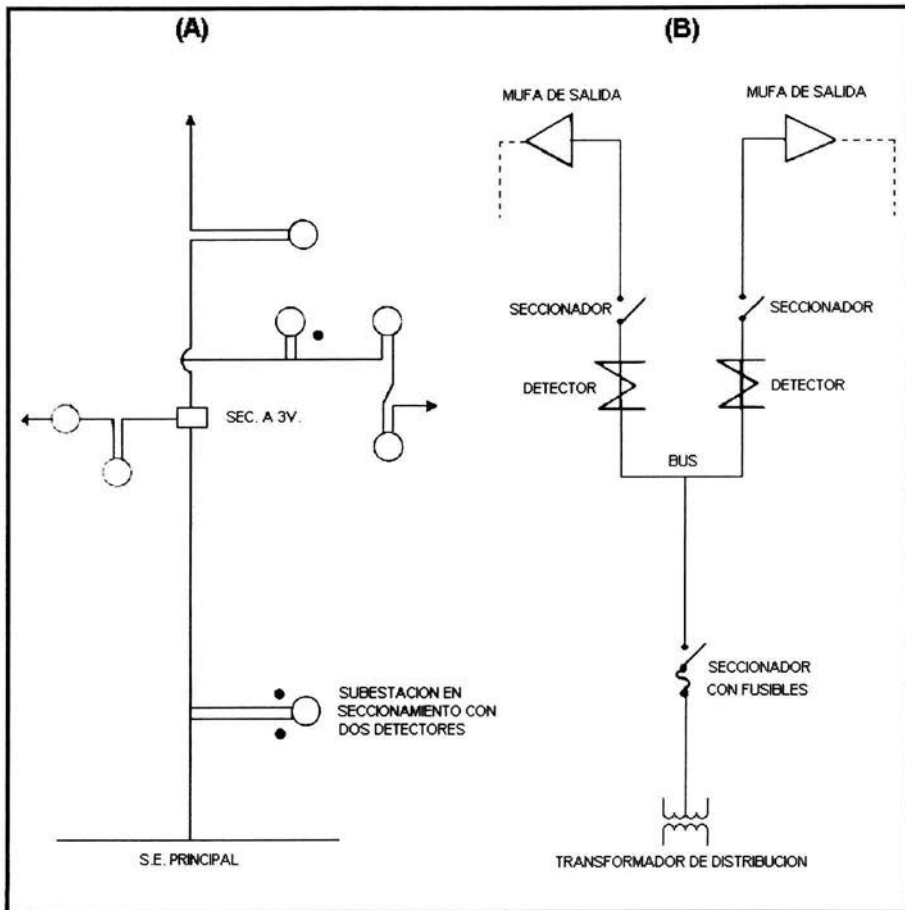 (A)
SEC. A 3V.
SUBESTACION EN
SECCIONAMIENTO CON
DOS DETECTORES
S.E. PRINCIPAL
(B)
MUFA DE SALIDA
MUFA DE SALIDA
SECCIONADOR
SECCIONADOR
DETECTOR
DETECTOR
BUS
SECCIONADOR
CON FUSIBLES
TRANSFORMADOR DE DISTRIBUCION